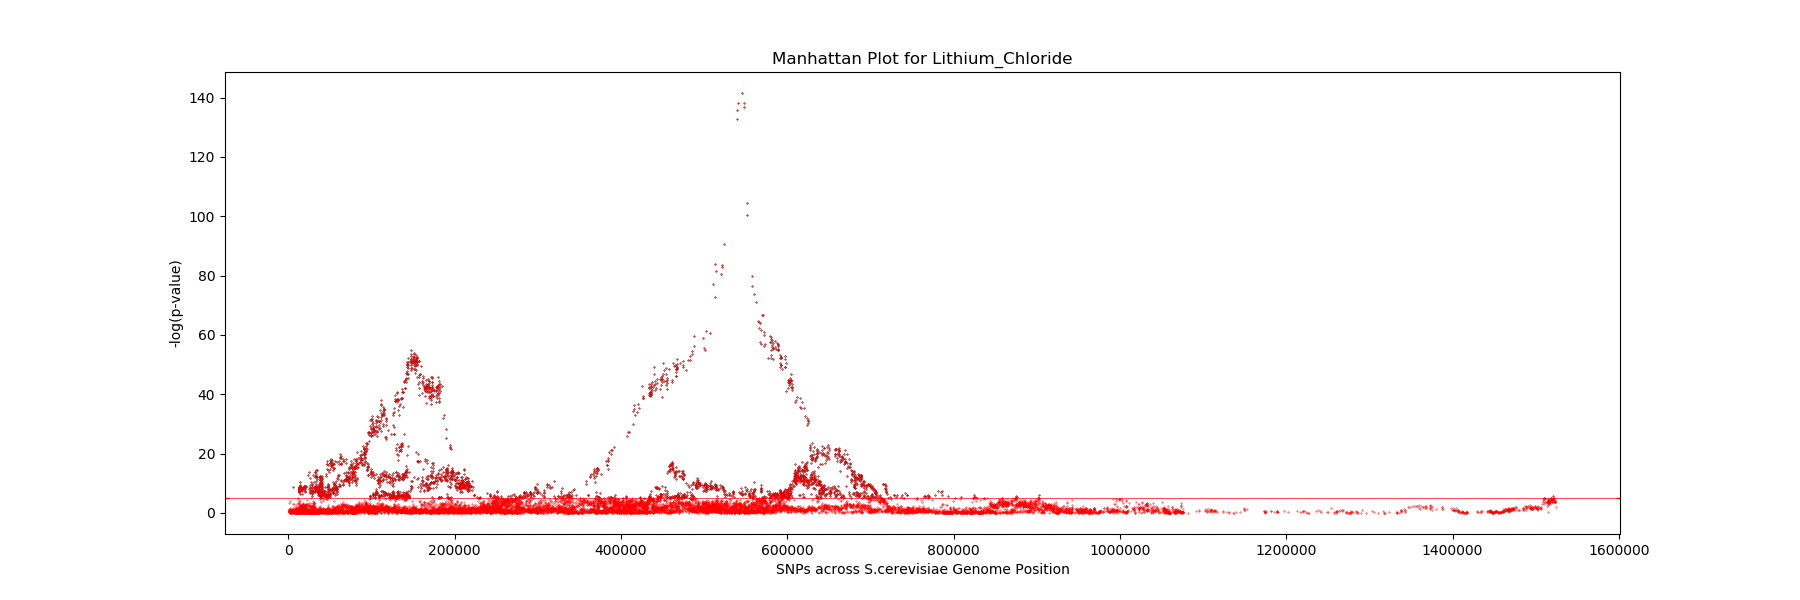 Manhattan Plot for Lithium_Chloride
-log(p-value)
140
120
100
80
60
40
20
0
0 200000 400000 600000 800000 1000000 1200000 1400000 1600000
SNPs across S.cerevisiae Genome Position